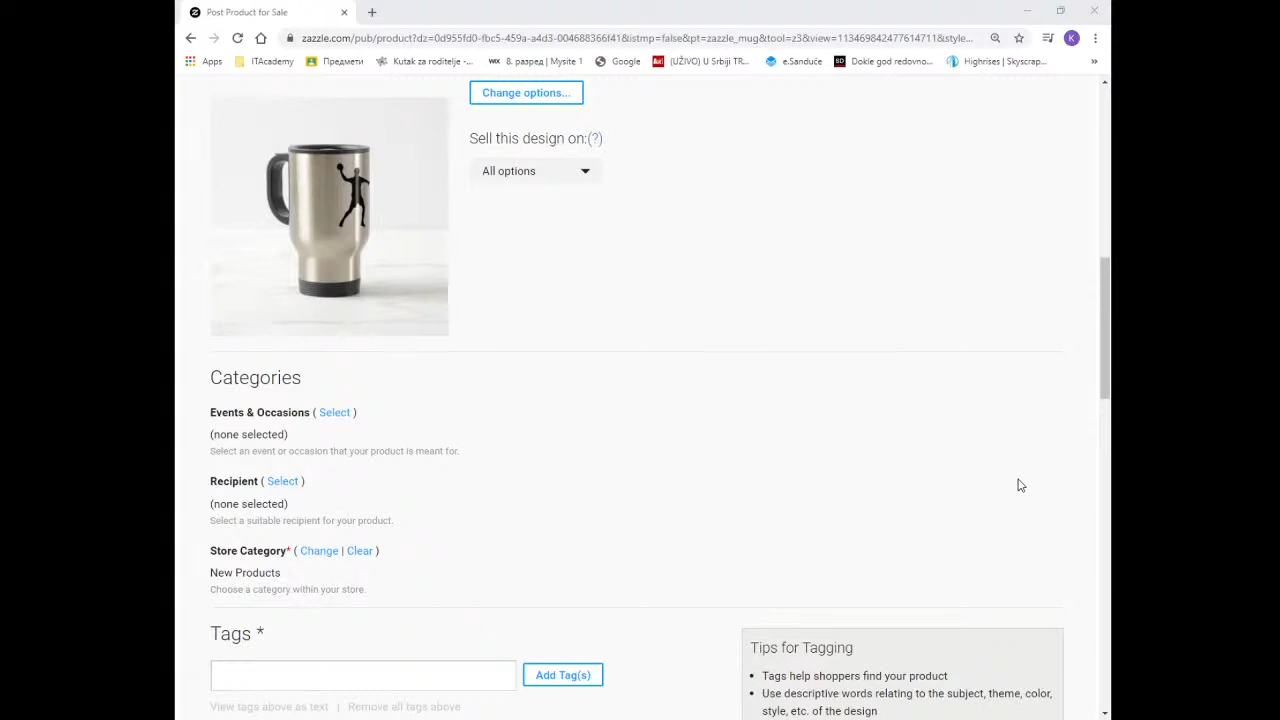 Post Product for Sale
zazzle.com/pub/product?dz=0d955fd0-fbc5-459a-a4d3-004688366f41&istmp=false&pt=zazzle_mug&tool=z3&view=113469842477614711&style...
Apps ITAcademy Предмети Kutak za roditelje -... WIX 8. разред | Mysite 1 Google (UŽIVO) U Srbiji TR... e.Sanduče SD Dokle god redovno... Highrises | Skyscrap... »
Change options...
Sell this design on:(?)
All options
Categories
Events & Occasions ( Select )
(none selected)
Select an event or occasion that your product is meant for.
Recipient ( Select )
(none selected)
Select a suitable recipient for your product.
Store Category* ( Change | Clear )
New Products
Choose a category within your store.
Tags *
Add Tag(s)
View tags above as text | Remove all tags above
Tips for Tagging
• Tags help shoppers find your product
• Use descriptive words relating to the subject, theme, color,
style, etc. of the design